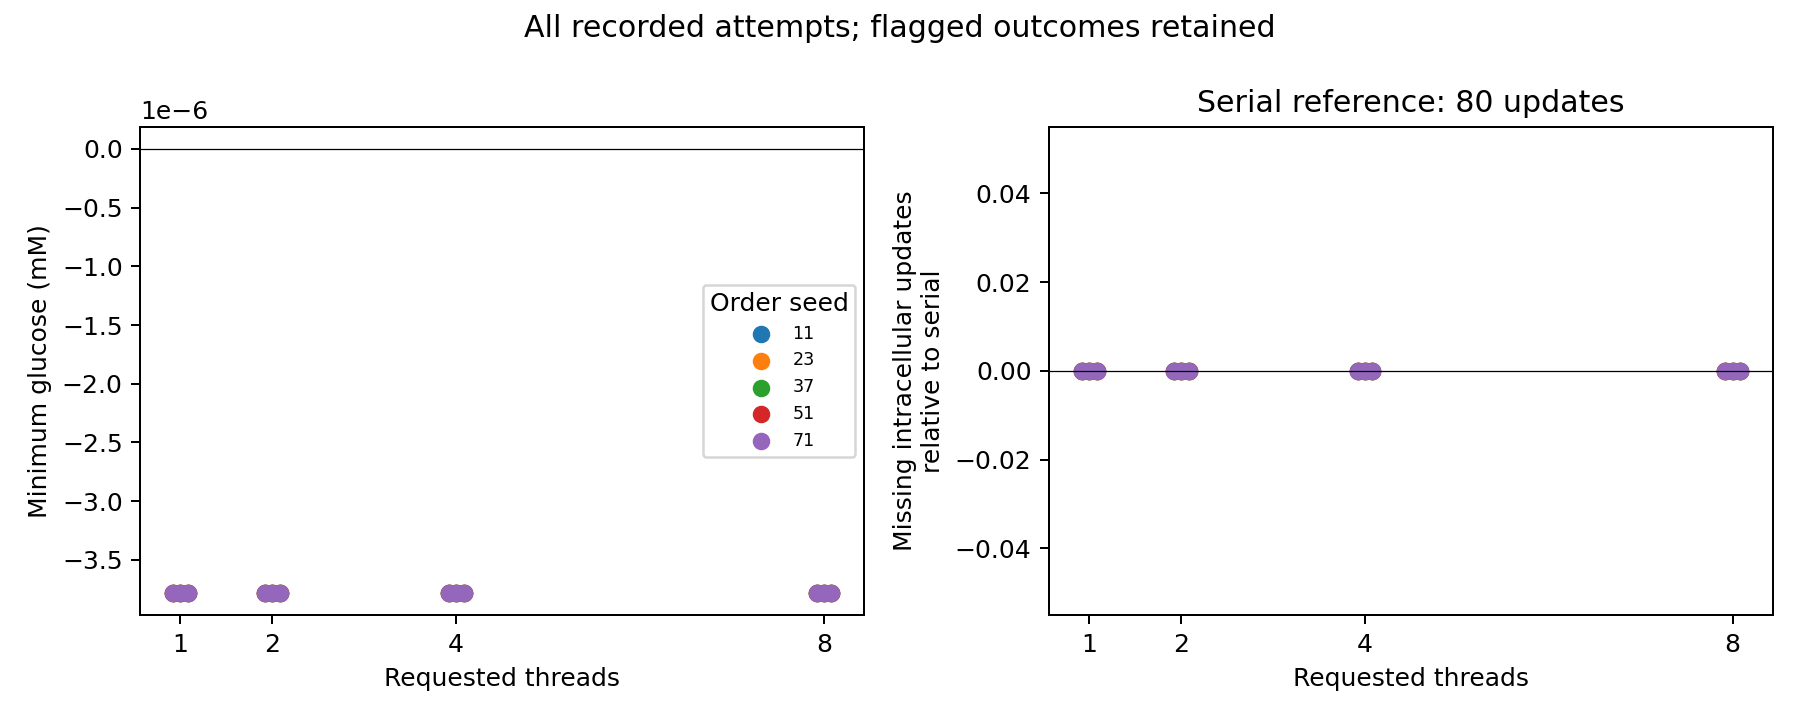 All recorded attempts; flagged outcomes retained
1e−6
0.0
−0.5
−1.0
−1.5
−2.0
−2.5
−3.0
−3.5
Minimum glucose (mM)
1
2
4
8
Requested threads
Order seed
11
23
37
51
71
Serial reference: 80 updates
0.04
0.02
0.00
−0.02
−0.04
Missing intracellular updates
relative to serial
1
2
4
8
Requested threads